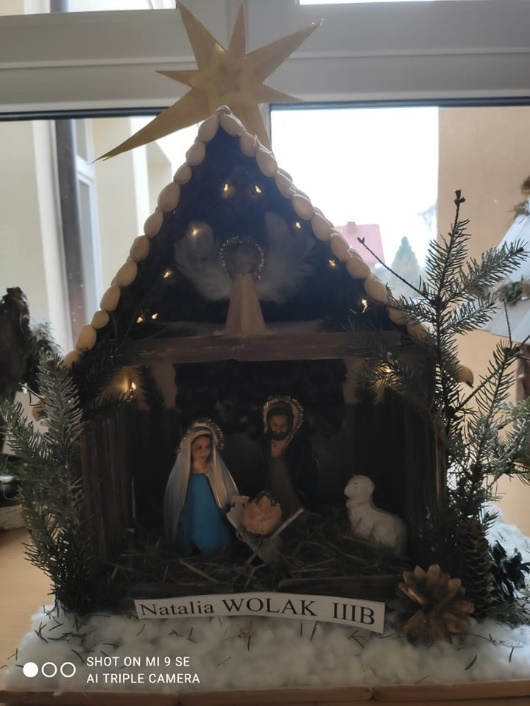 Natalia WOLAK IIIB
SHOT ON MI 9 SE
AI TRIPLE CAMERA